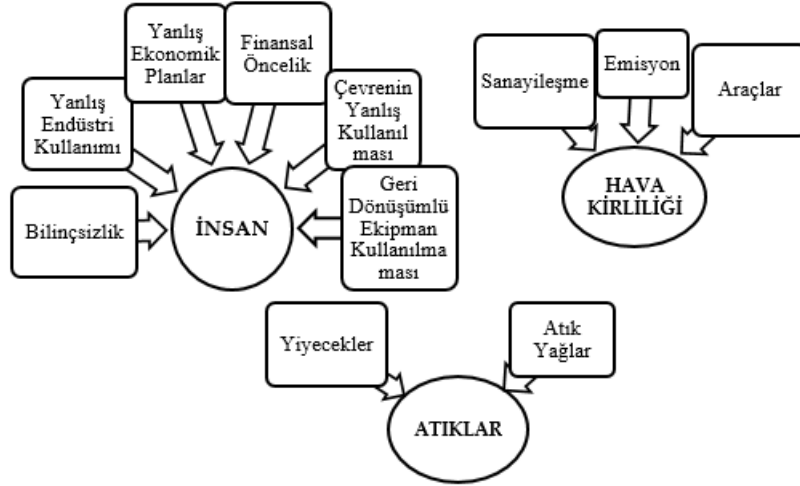 Yanlış
Ekonomik
Planlar
Finansal
Öncelik
Yanlış
Endüstri
Kullanımı
Çevrenin
Yanlış
Kullanıl
ması
Bilinçsizlik
İNSAN
Geri
Dönüşümlü
Ekipman
Kullanılma
ması
Sanayileşme
Emisyon
Araçlar
HAVA
KİRLİLİĞİ
Yiyecekler
Atık
Yağlar
ATIKLAR